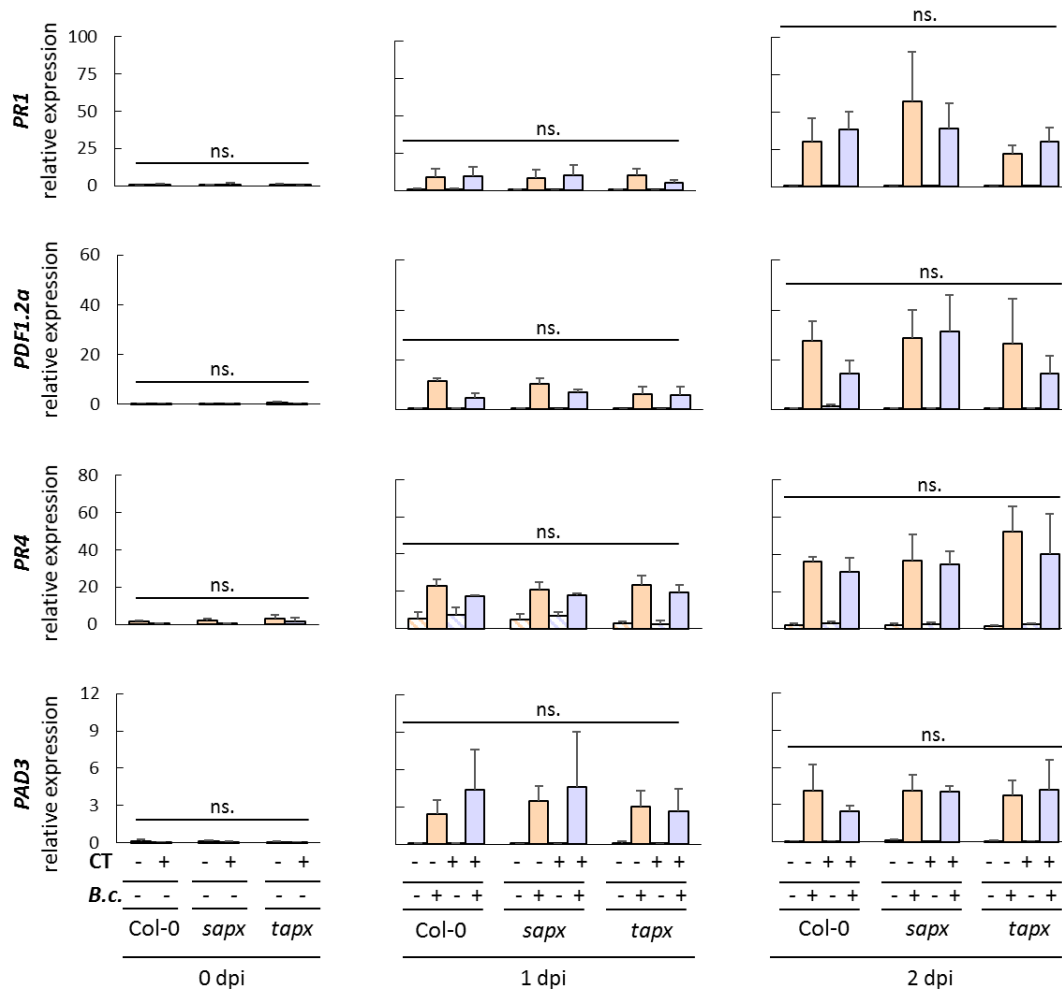 ns.
100
75
50
25
0
PR1
relative expression
ns.
ns.
60
40
20
0
PDF1.2a
relative expression
ns.
ns.
ns.
80
60
40
20
0
PR4
relative expression
ns.
ns.
ns.
12
9
6
3
0
PAD3
relative expression
ns.
ns.
ns.
CT - + - + - + - - + + - - + + - - + + - - + + - - + + - - + +
B.c. - - - - - - - + - + - + - + - + - + - + - + - + - + - + - +
Col-0 sapx tapx Col-0 sapx tapx Col-0 sapx tapx
0 dpi 1 dpi 2 dpi